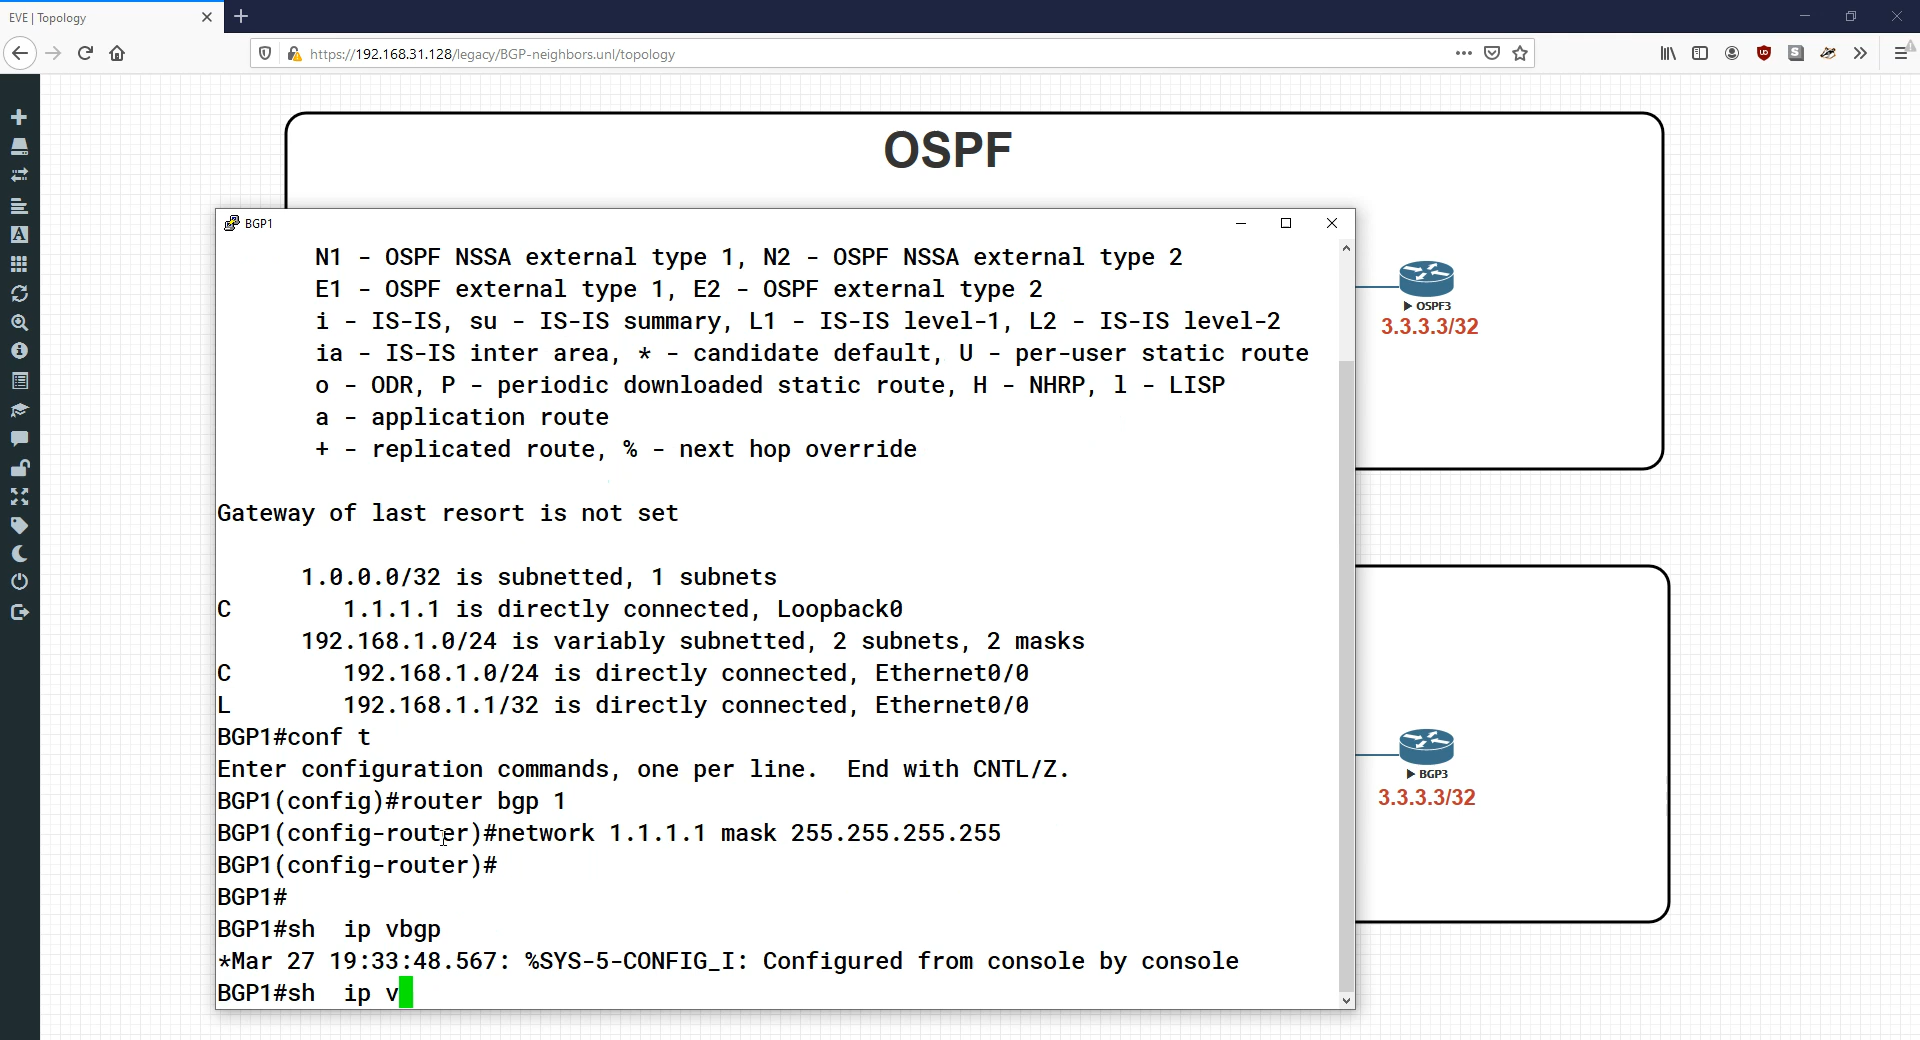 EVE | Topology
https://192.168.31.128/legacy/BGP-neighbors.unl/topology
OSPF
BGP1
N1 - OSPF NSSA external type 1, N2 - OSPF NSSA external type 2
E1 - OSPF external type 1, E2 - OSPF external type 2
i - IS-IS, su - IS-IS summary, L1 - IS-IS level-1, L2 - IS-IS level-2
ia - IS-IS inter area, * - candidate default, U - per-user static route
o - ODR, P - periodic downloaded static route, H - NHRP, l - LISP
a - application route
+ - replicated route, % - next hop override
Gateway of last resort is not set
1.0.0.0/32 is subnetted, 1 subnets
C 1.1.1.1 is directly connected, Loopback0
192.168.1.0/24 is variably subnetted, 2 subnets, 2 masks
C 192.168.1.0/24 is directly connected, Ethernet0/0
L 192.168.1.1/32 is directly connected, Ethernet0/0
BGP1#conf t
Enter configuration commands, one per line. End with CNTL/Z.
BGP1(config)#router bgp 1
BGP1(config-router)#network 1.1.1.1 mask 255.255.255.255
BGP1(config-router)#
BGP1#
BGP1#sh ip vbgp
*Mar 27 19:33:48.567: %SYS-5-CONFIG_I: Configured from console by console
BGP1#sh ip v
OSPF3
3.3.3.3/32
BGP3
3.3.3.3/32